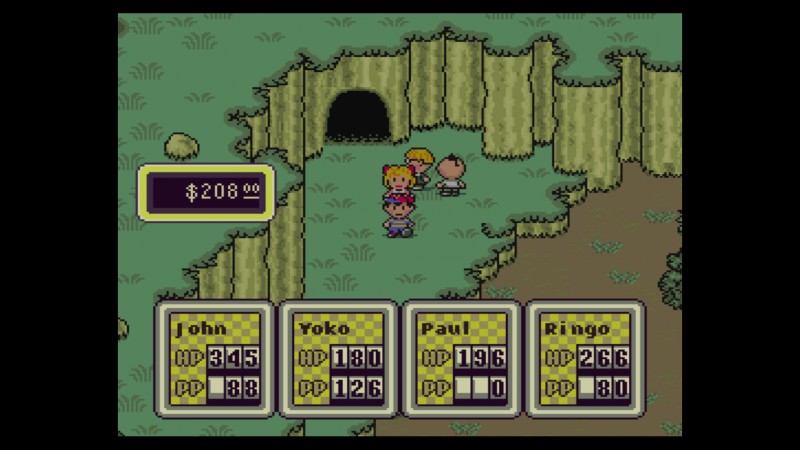 $208.00
John
HP 345
PP 88
Yoko
HP 180
PP 126
Paul
HP 196
PP 0
Ringo
HP 266
PP 80